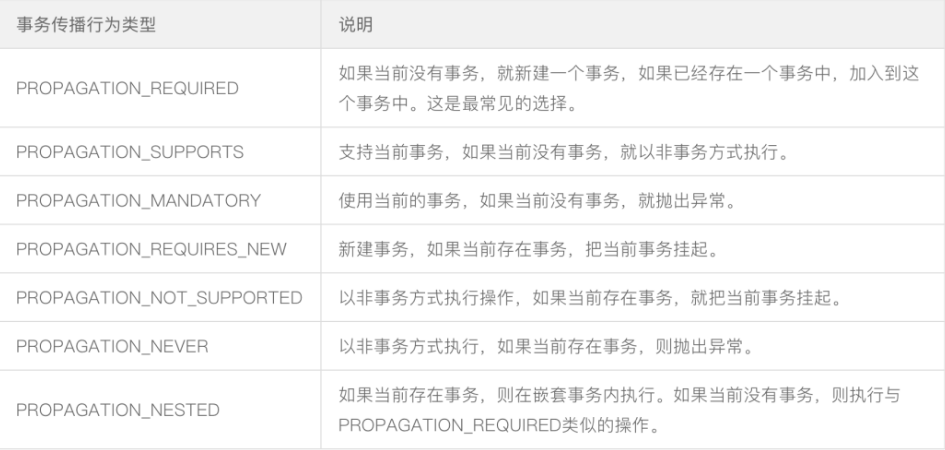 事务传播行为类型 说明
PROPAGATION_REQUIRED 如果当前没有事务，就新建一个事务，如果已经存在一个事务中，加入到这
个事务中。这是最常见的选择。
PROPAGATION_SUPPORTS 支持当前事务，如果当前没有事务，就以非事务方式执行。
PROPAGATION_MANDATORY 使用当前的事务，如果当前没有事务，就抛出异常。
PROPAGATION_REQUIRES_NEW 新建事务，如果当前存在事务，把当前事务挂起。
PROPAGATION_NOT_SUPPORTED 以非事务方式执行操作，如果当前存在事务，就把当前事务挂起。
PROPAGATION_NEVER 以非事务方式执行，如果当前存在事务，则抛出异常。
PROPAGATION_NESTED 如果当前存在事务，则在嵌套事务内执行。如果当前没有事务，则执行与
PROPAGATION_REQUIRED类似的操作。